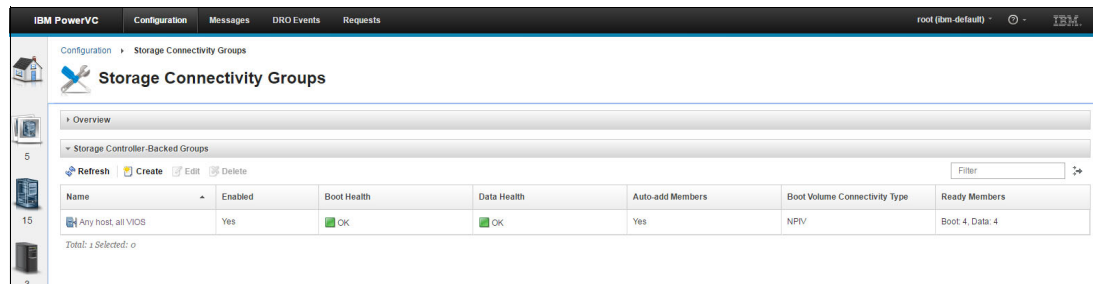 IBM PowerVC Configuration Messages DRO Events Requests root (ibm-default) IBM.
Configuration Storage Connectivity Groups
Storage Connectivity Groups
Overview
5
Storage Controller-Backed Groups
Refresh Create Edit Delete Filter
Name Enabled Boot Health Data Health Auto-add Members Boot Volume Connectivity Type Ready Members
15
Any host, all VIOS Yes OK OK Yes NPIV Boot: 4, Data: 4
Total: 1 Selected: 0